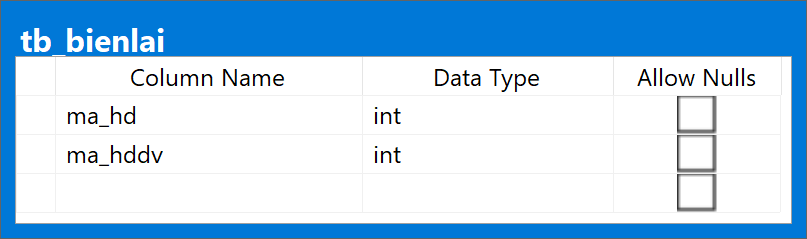 tb_bienlai
Column Name Data Type Allow Nulls
ma_hd int
ma_hddv int